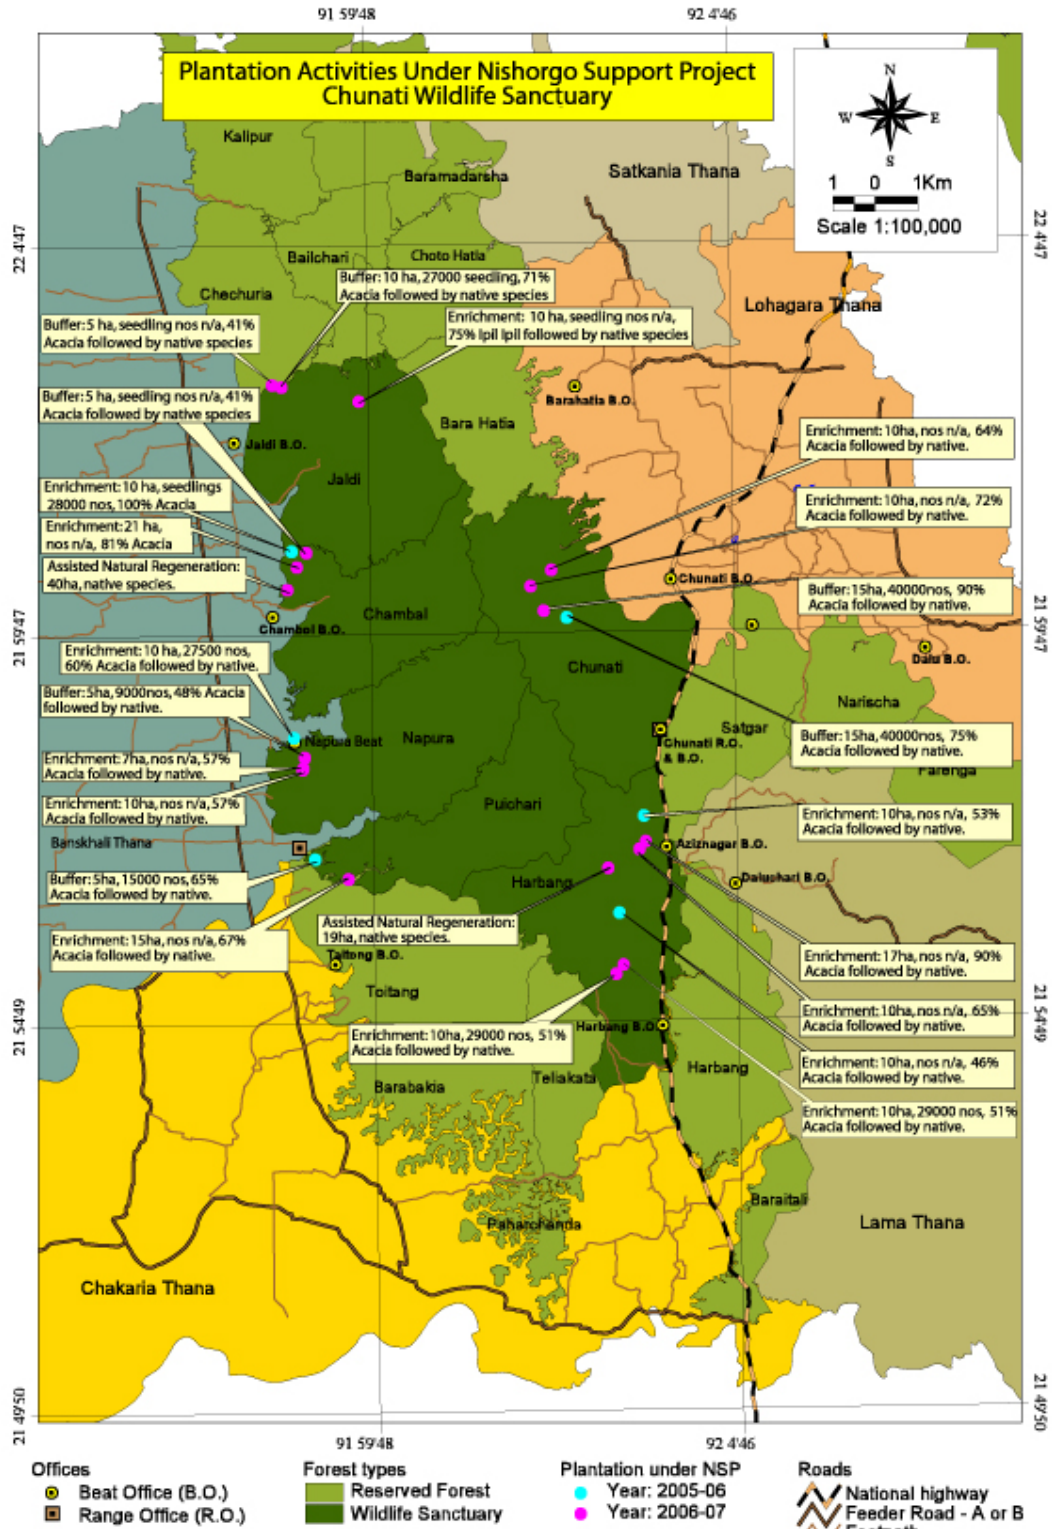 91 59'48
92 4'46
Plantation Activities Under Nishorgo Support Project
Chunati Wildlife Sanctuary
N
W
E
S
1 0 1Km
Scale 1:100,000
Kalipur
Baramadarsha
Satkania Thana
22 4'47
22 4'47
Bailchari
Choto Hatia
Chechuria
Lohagara Thana
Buffer: 10 ha, 27000 seedling, 71%
Acacia followed by native species
Enrichment: 10 ha, seedling nos n/a,
75% Ipil Ipil followed by native species
Buffer: 5 ha, seedling nos n/a, 41%
Acacia followed by native species
Buffer: 5 ha, seedling nos n/a, 41%
Acacia followed by native species
Barahatia B.O.
Bara Hatia
Jaldi B.O.
Jaldi
Enrichment: 10ha, nos n/a, 64%
Acacia followed by native.
Enrichment: 10 ha, seedlings
28000 nos, 100% Acacia
Enrichment: 10ha, nos n/a, 72%
Acacia followed by native.
Enrichment: 21 ha,
nos n/a, 81% Acacia
Assisted Natural Regeneration:
40ha, native species.
Chunati B.O.
Buffer: 15ha, 40000nos, 90%
Acacia followed by native.
Chambal
Chambol B.O.
21 59'47
21 59'47
Enrichment: 10 ha, 27500 nos,
60% Acacia followed by native.
Chunati
Dalu B.O.
Buffer: 5ha, 9000nos, 48% Acacia
followed by native.
Narischa
Satgar
Napura Beat
Napura
Chunati R.O.
& B.O.
Buffer: 15ha, 40000nos, 75%
Acacia followed by native.
Enrichment: 7ha, nos n/a, 57%
Acacia followed by native.
Enrichment: 10ha, nos n/a, 57%
Acacia followed by native.
Puichari
Enrichment: 10ha, nos n/a, 53%
Acacia followed by native.
Banskhali Thana
Aziznagar B.O.
Buffer: 5ha, 15000 nos, 65%
Acacia followed by native.
Harbang
Daluchari B.O.
Assisted Natural Regeneration:
19ha, native species.
Enrichment: 15ha, nos n/a, 67%
Acacia followed by native.
Taitong B.O.
17ha, nos n/a, 90%
Acacia followed by native.
Toitang
Enrichment: 10ha, nos n/a, 65%
Acacia followed by native.
21 54'49
21 54'49
Enrichment: 10ha, 29000 nos, 51%
Acacia followed by native.
Harbang B.O.
Enrichment: 10ha, nos n/a, 46%
Acacia followed by native.
Harbang
Teliakata
Barabakia
Enrichment: 10ha, 29000 nos, 51%
Acacia followed by native.
Baraitali
Paharchanda
Lama Thana
Chakaria Thana
21 49'50
21 49'50
91 59'48
92 4'46
Offices
Beat Office (B.O.)
Range Office (R.O.)
Forest types
Reserved Forest
Wildlife Sanctuary
Plantation under NSP
Year: 2005-06
Year: 2006-07
Roads
National highway
Feeder Road - A or B